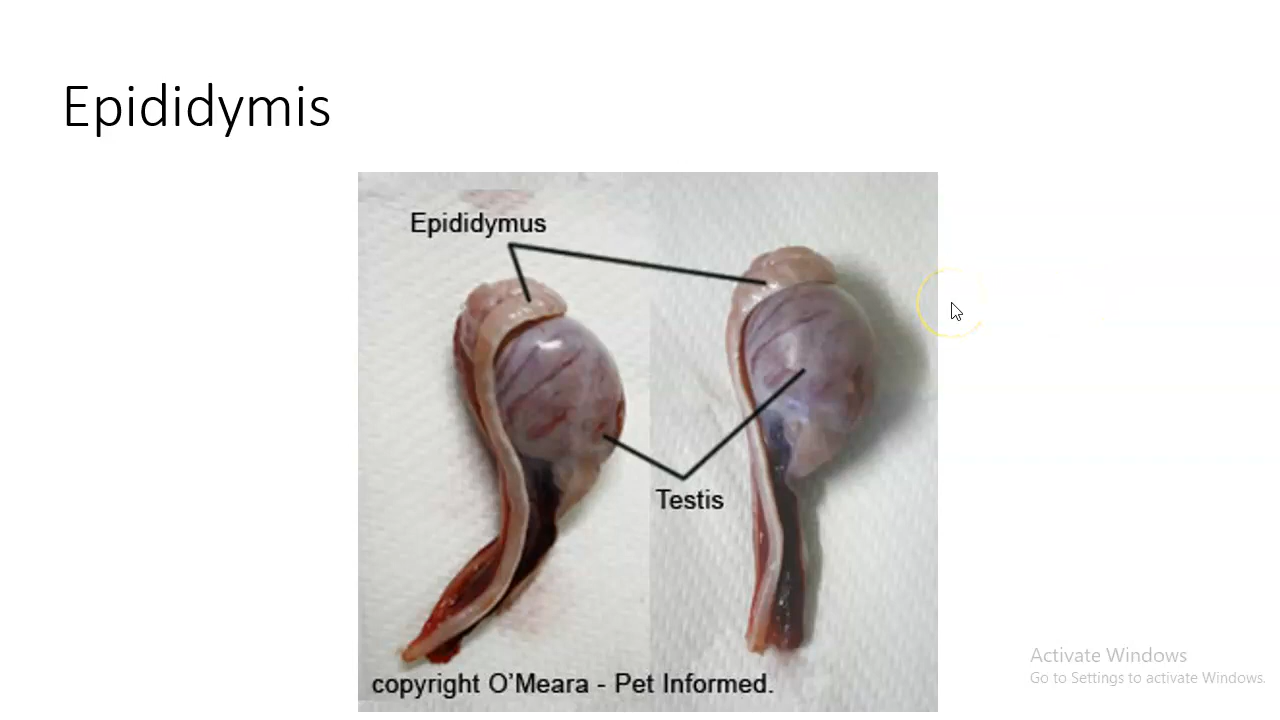 Epididymis
Epididymus
Testis
copyright O'Meara - Pet Informed.
Activate Windows
Go to Settings to activate Windows.